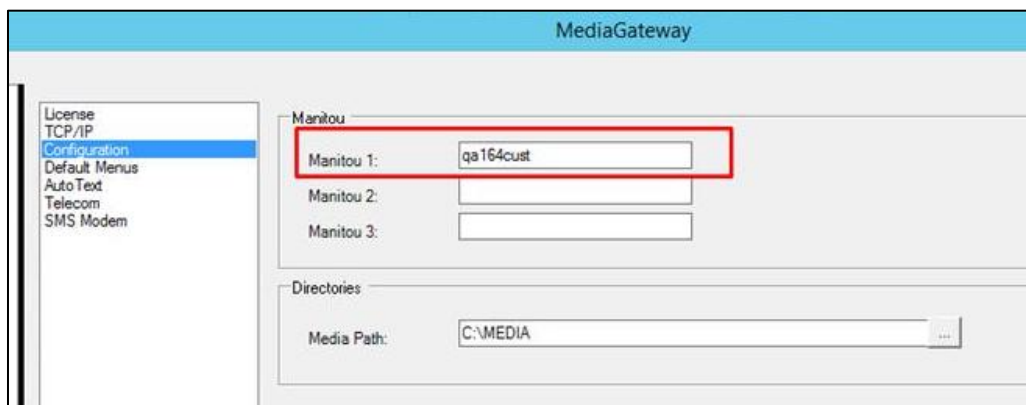 MediaGateway
License
TCP/IP
Configuration
Default Menus
AutoText
Telecom
SMS Modem
Manitou
Manitou 1: qa164cust
Manitou 2:
Manitou 3:
Directories
Media Path: C:\MEDIA ...